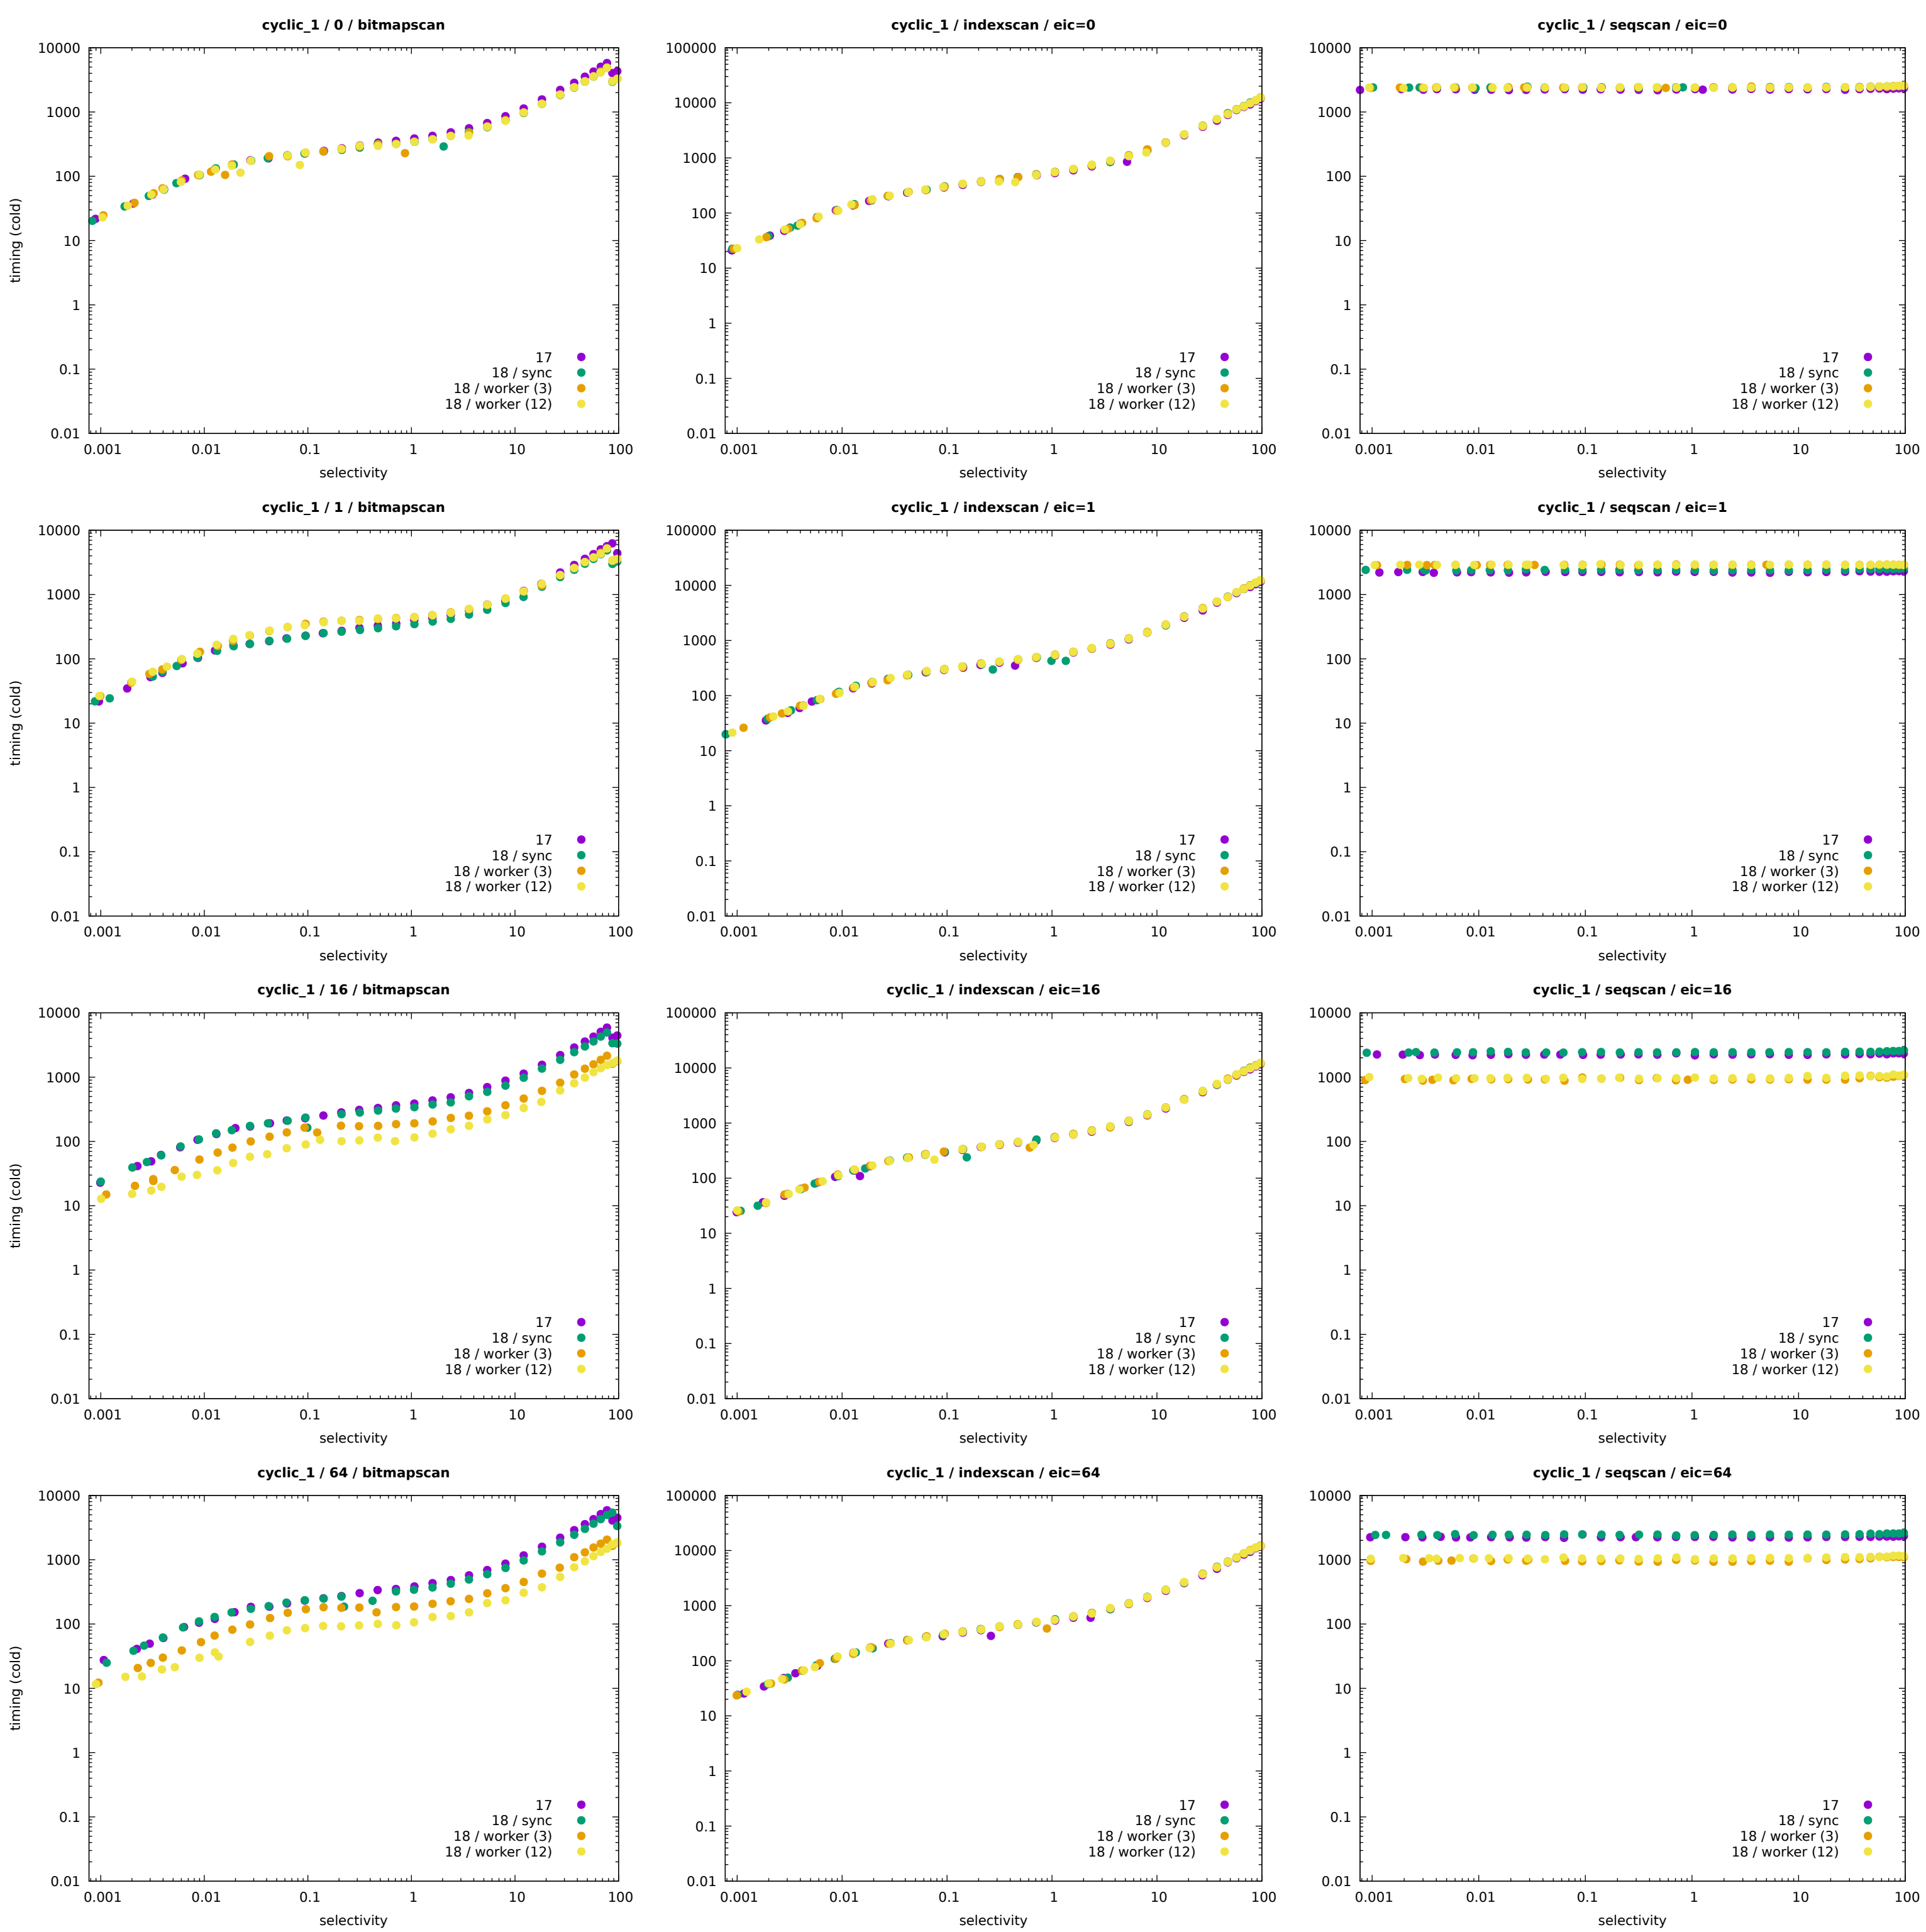 cyclic_1 / 0 / bitmapscan
10000
1000
100
10
1
0.1
0.01
timing (cold)
17
18 / sync
18 / worker (3)
18 / worker (12)
0.001 0.01 0.1 1 10 100
selectivity
cyclic_1 / indexscan / eic=0
100000
10000
1000
100
10
1
0.1
0.01
17
18 / sync
18 / worker (3)
18 / worker (12)
0.001 0.01 0.1 1 10 100
selectivity
cyclic_1 / seqscan / eic=0
10000
1000
100
10
1
0.1
0.01
17
18 / sync
18 / worker (3)
18 / worker (12)
0.001 0.01 0.1 1 10 100
selectivity
cyclic_1 / 1 / bitmapscan
10000
1000
100
10
1
0.1
0.01
timing (cold)
17
18 / sync
18 / worker (3)
18 / worker (12)
0.001 0.01 0.1 1 10 100
selectivity
cyclic_1 / indexscan / eic=1
100000
10000
1000
100
10
1
0.1
0.01
17
18 / sync
18 / worker (3)
18 / worker (12)
0.001 0.01 0.1 1 10 100
selectivity
cyclic_1 / seqscan / eic=1
10000
1000
100
10
1
0.1
0.01
17
18 / sync
18 / worker (3)
18 / worker (12)
0.001 0.01 0.1 1 10 100
selectivity
cyclic_1 / 16 / bitmapscan
10000
1000
100
10
1
0.1
0.01
timing (cold)
17
18 / sync
18 / worker (3)
18 / worker (12)
0.001 0.01 0.1 1 10 100
selectivity
cyclic_1 / indexscan / eic=16
100000
10000
1000
100
10
1
0.1
0.01
17
18 / sync
18 / worker (3)
18 / worker (12)
0.001 0.01 0.1 1 10 100
selectivity
cyclic_1 / seqscan / eic=16
10000
1000
100
10
1
0.1
0.01
17
18 / sync
18 / worker (3)
18 / worker (12)
0.001 0.01 0.1 1 10 100
selectivity
cyclic_1 / 64 / bitmapscan
10000
1000
100
10
1
0.1
0.01
timing (cold)
17
18 / sync
18 / worker (3)
18 / worker (12)
0.001 0.01 0.1 1 10 100
selectivity
cyclic_1 / indexscan / eic=64
100000
10000
1000
100
10
1
0.1
0.01
17
18 / sync
18 / worker (3)
18 / worker (12)
0.001 0.01 0.1 1 10 100
selectivity
cyclic_1 / seqscan / eic=64
10000
1000
100
10
1
0.1
0.01
17
18 / sync
18 / worker (3)
18 / worker (12)
0.001 0.01 0.1 1 10 100
selectivity